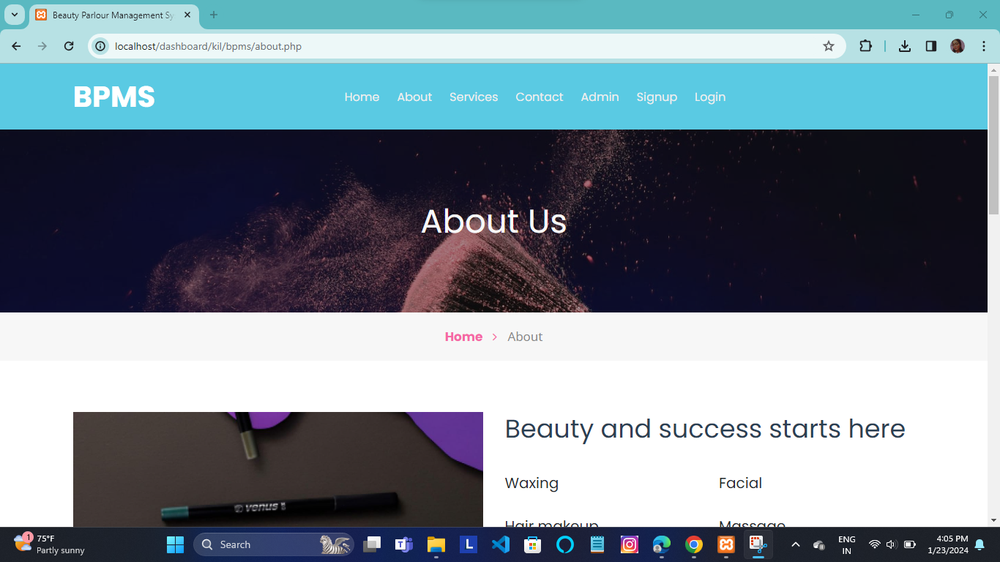 Beauty Parlour Management Sy
localhost/dashboard/kil/bpms/about.php
BPMS
Home About Services Contact Admin Signup Login
About Us
Home > About
Beauty and success starts here
Waxing Facial
Hair makeup Massage
venus
1
75°F
Partly sunny
Search
L
ENG
IN
4:05 PM
1/23/2024